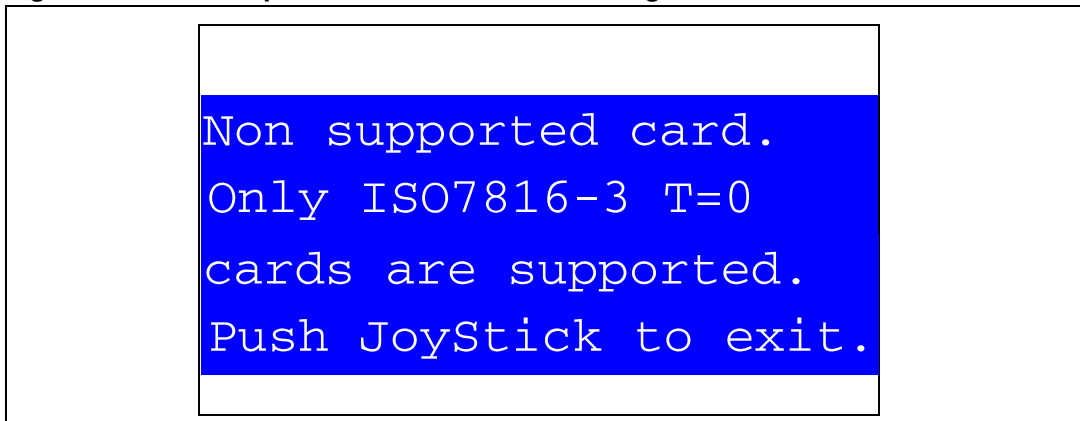 Non supported card.
Only ISO7816-3 T=0
cards are supported.
Push JoyStick to exit.